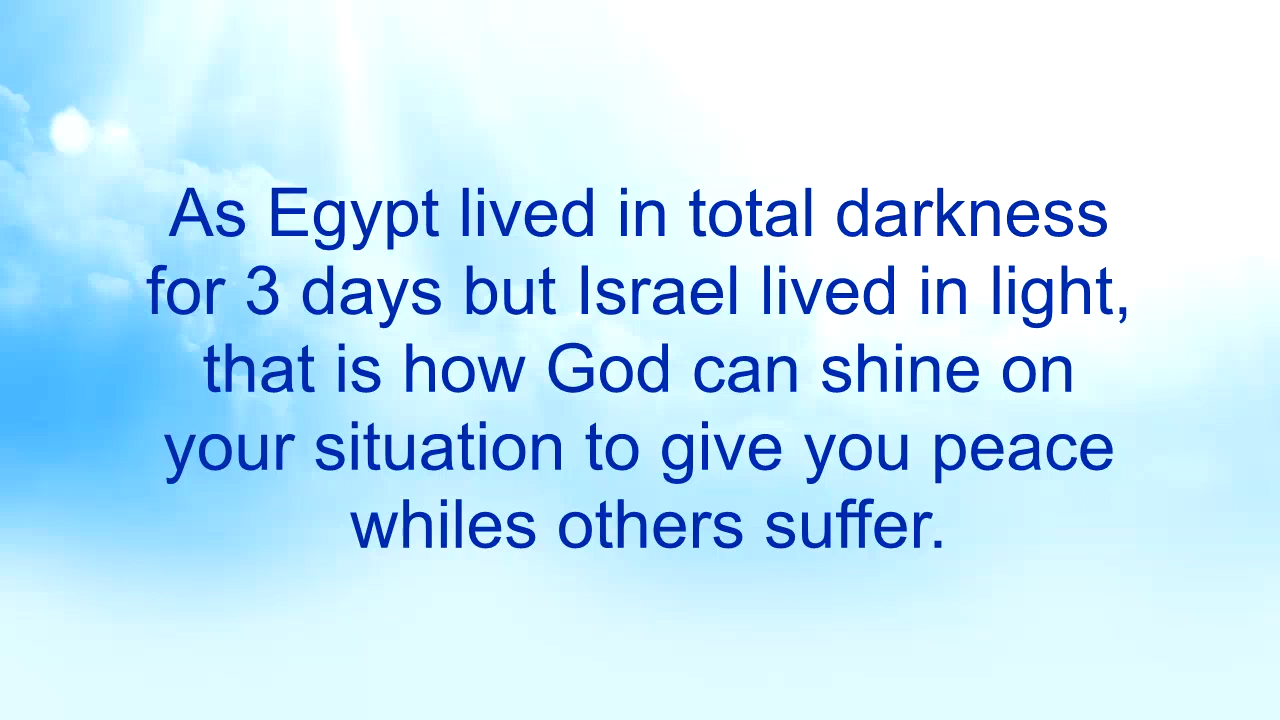 As Egypt lived in total darkness
for 3 days but Israel lived in light,
that is how God can shine on
your situation to give you peace
whiles others suffer.